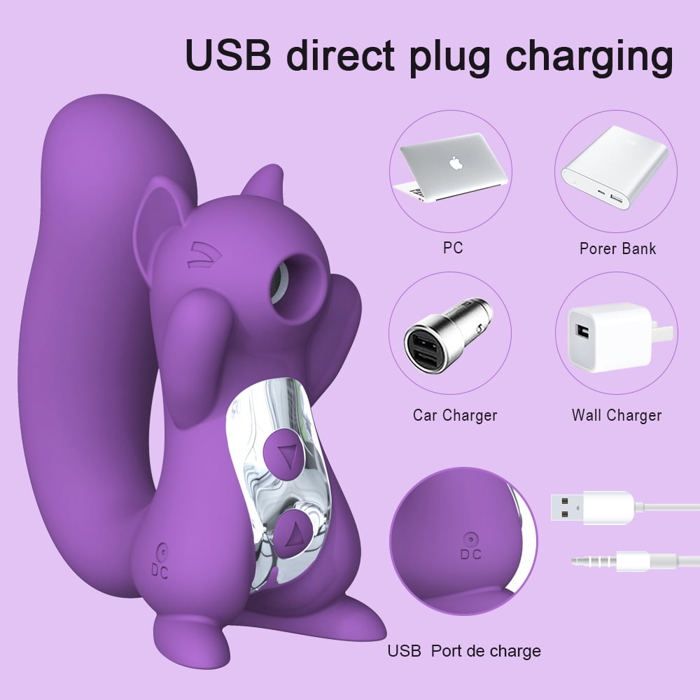 USB direct plug charging
PC
Porer Bank
Car Charger
Wall Charger
DC
DC
USB Port de charge